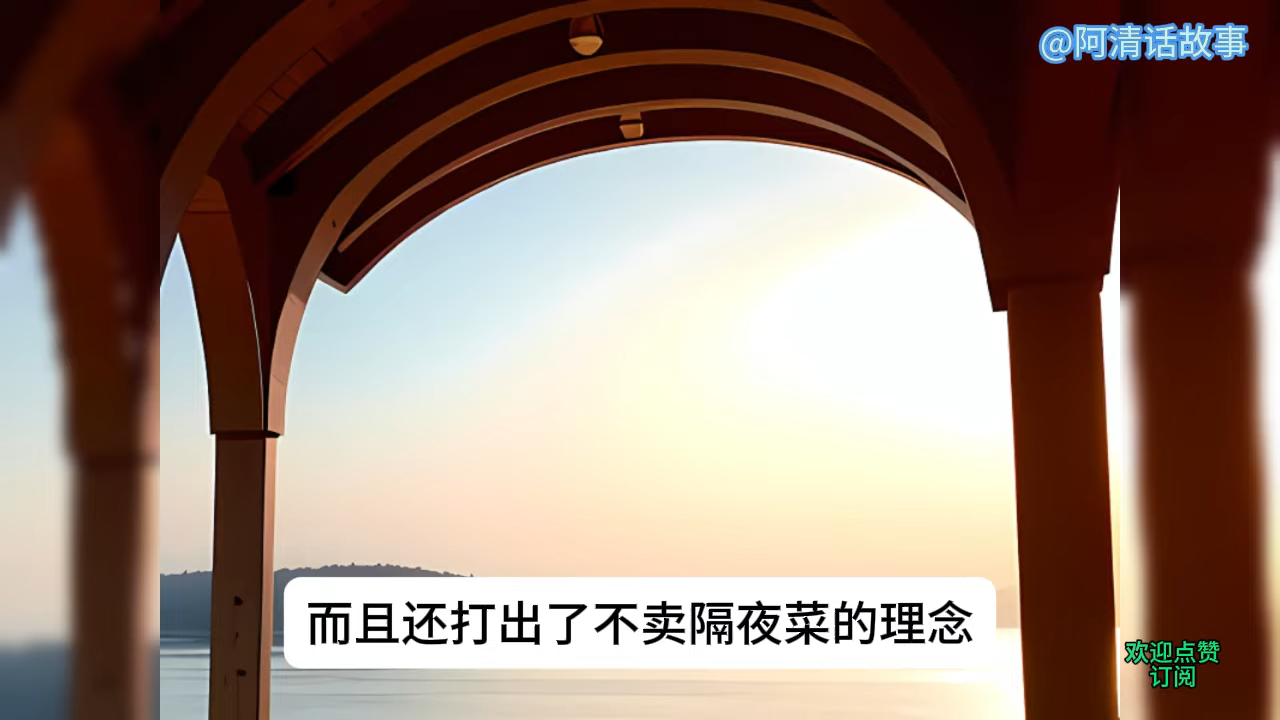 @阿清话故事
而且还打出了不卖隔夜菜的理念
欢迎点赞
订阅